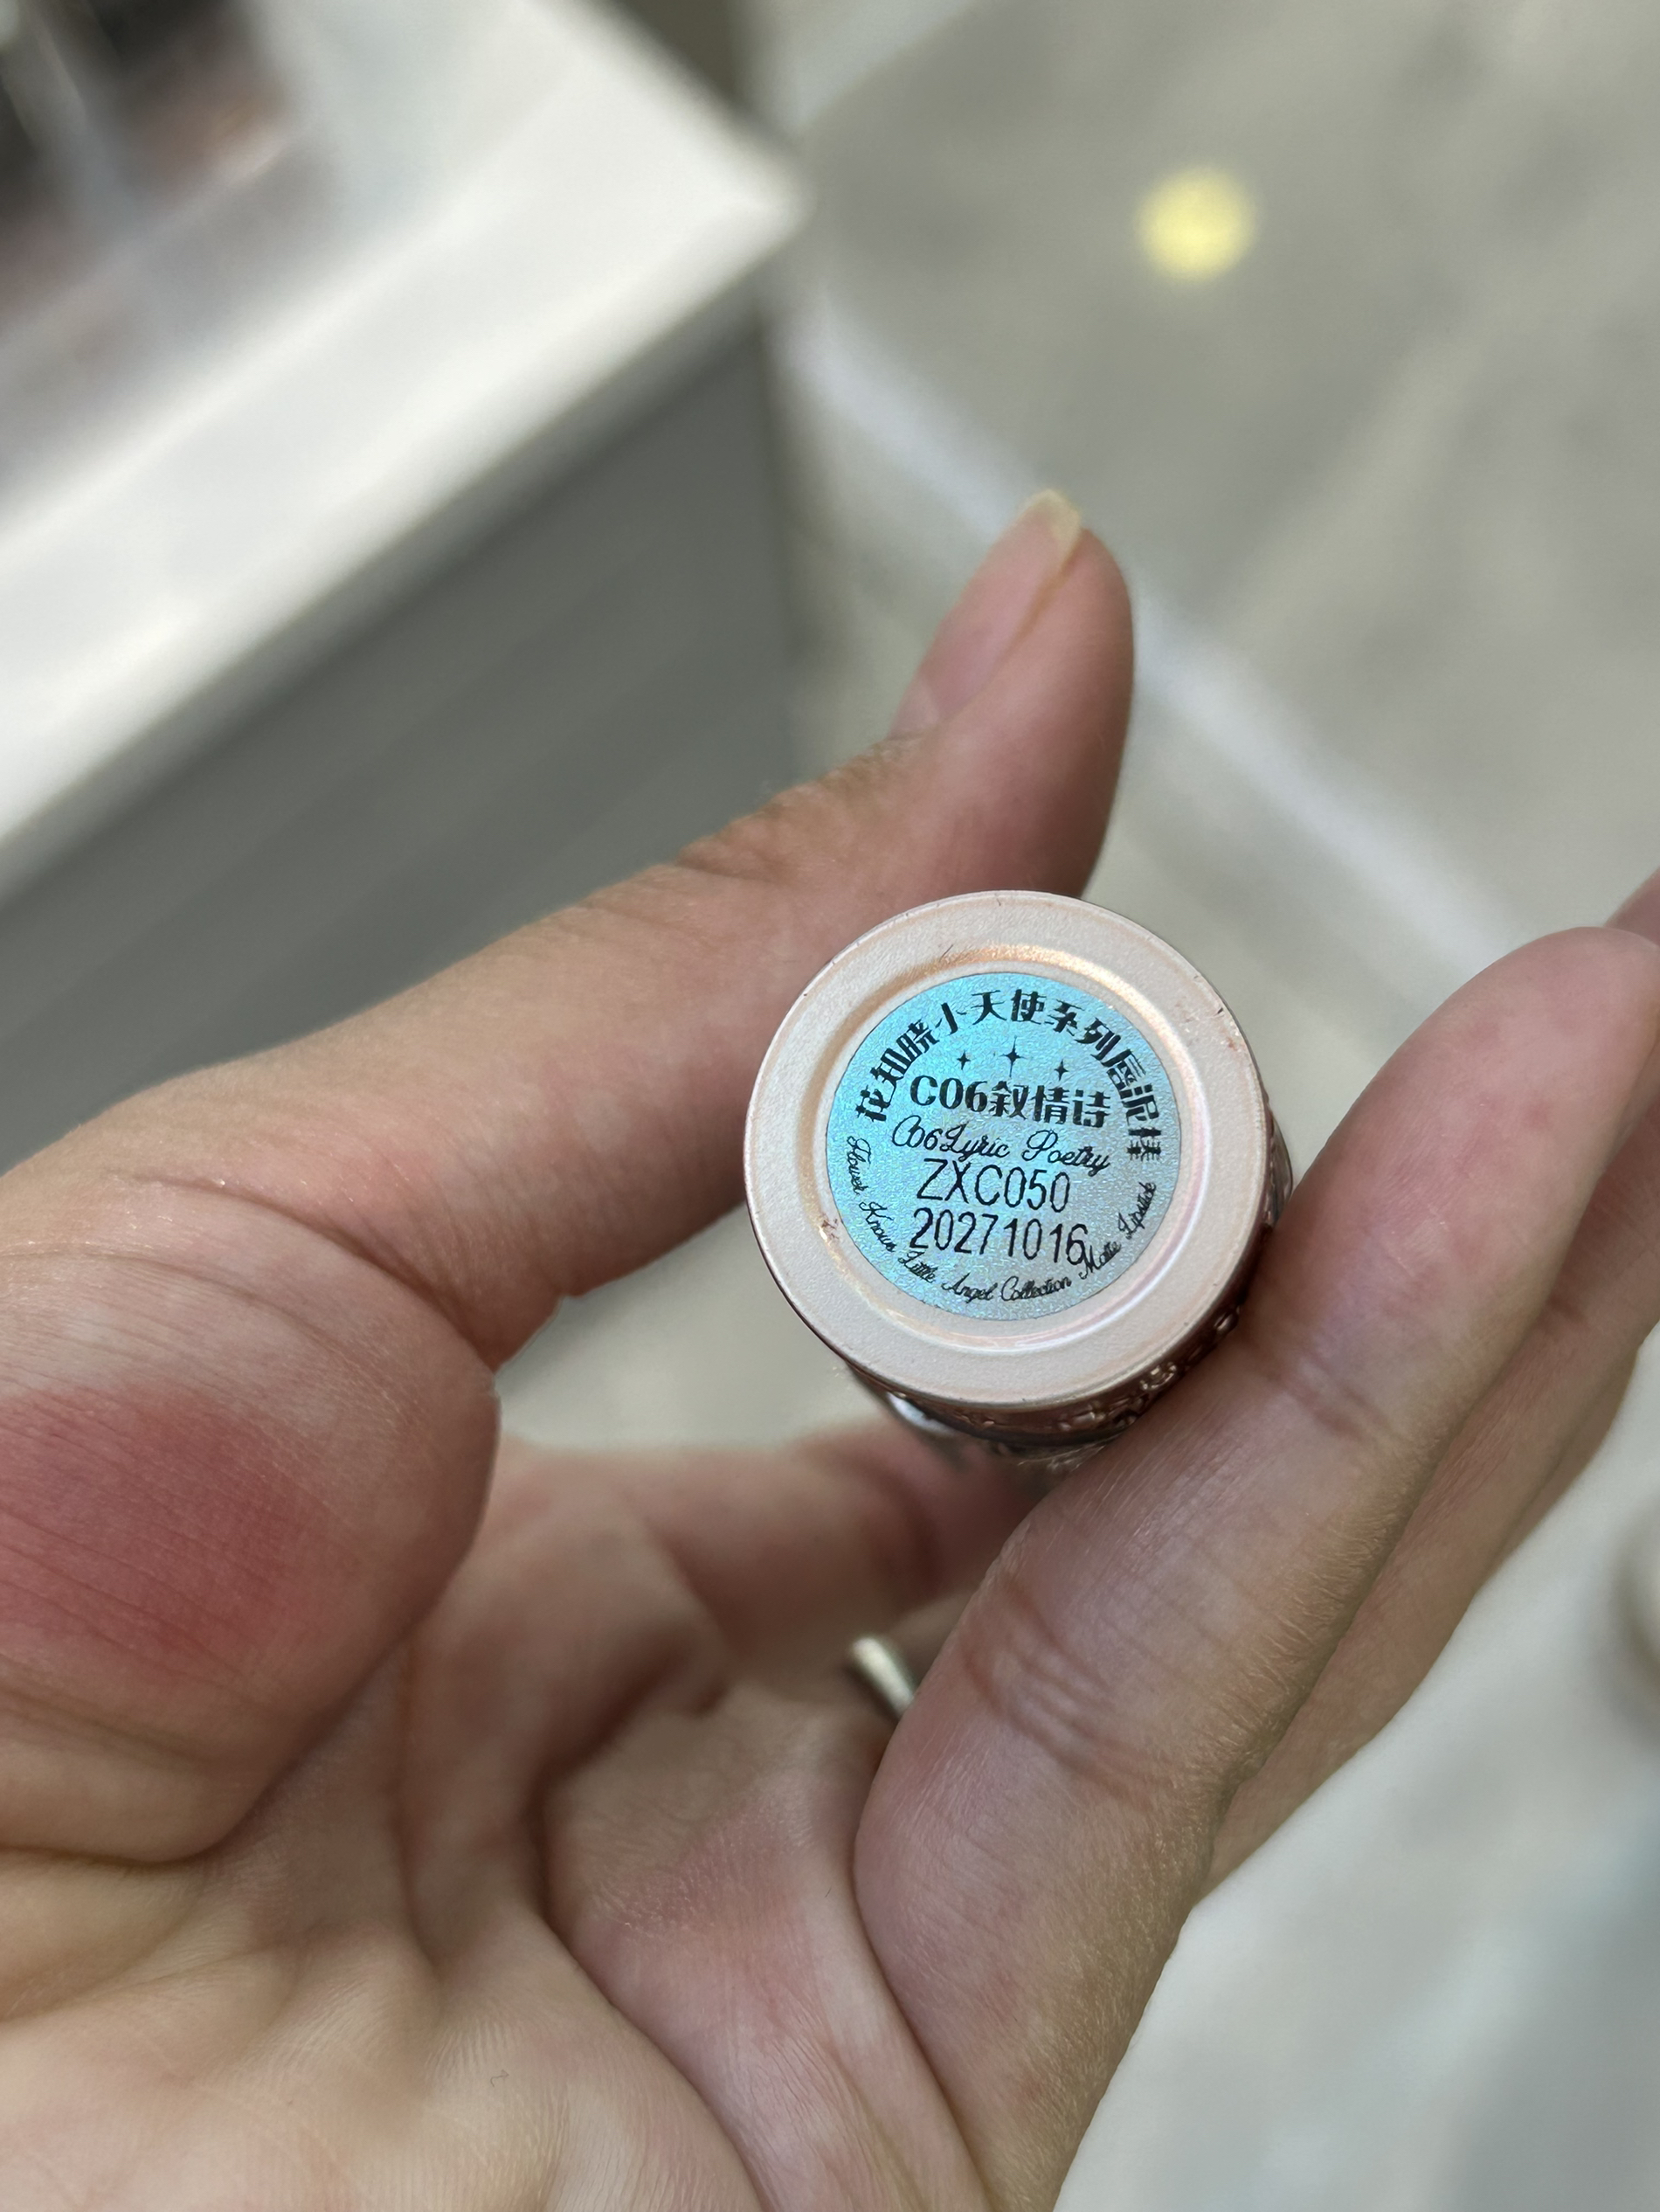 花知晓小天使系列唇泥棒
C06叙情诗
C06Lyric Poetry
ZXC050
20271016
Flower Knows Little Angel Collection Matte Lipstick